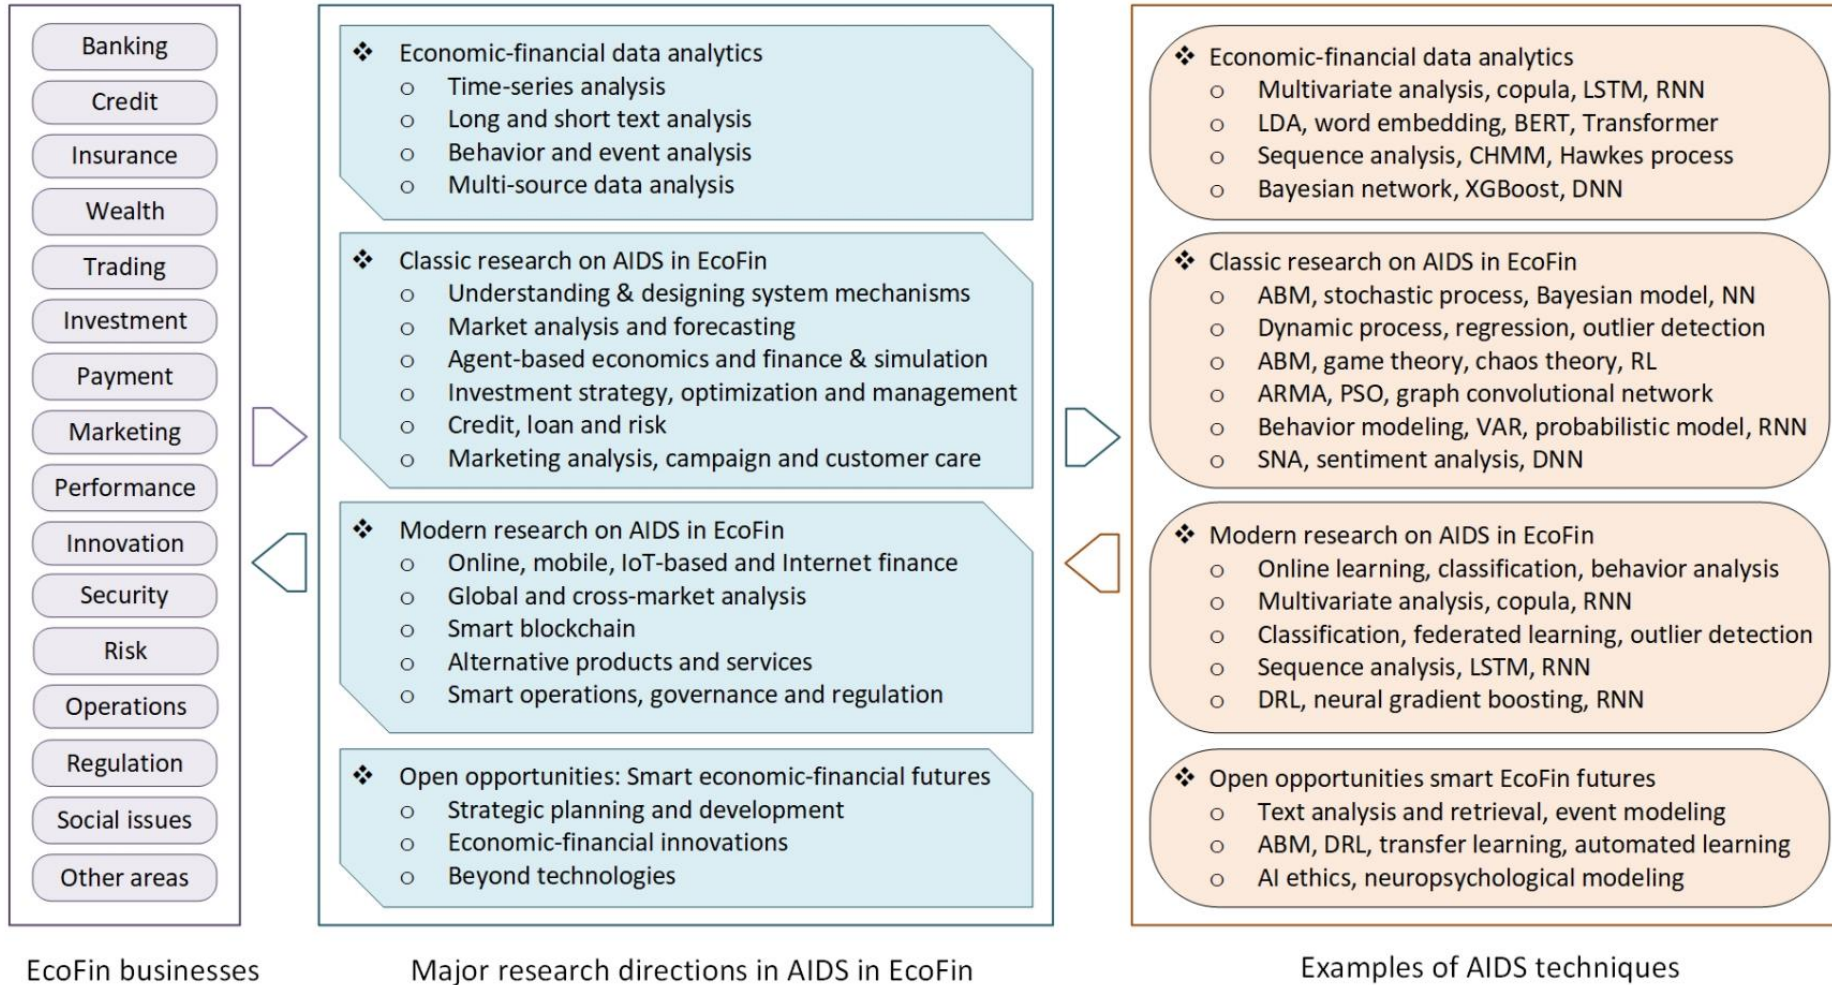 Banking
Credit
Insurance
Wealth
Trading
Investment
Payment
Marketing
Performance
Innovation
Security
Risk
Operations
Regulation
Social issues
Other areas
EcoFin businesses
❖ Economic-financial data analytics
o Time-series analysis
o Long and short text analysis
o Behavior and event analysis
o Multi-source data analysis
❖ Classic research on AIDS in EcoFin
o Understanding & designing system mechanisms
o Market analysis and forecasting
o Agent-based economics and finance & simulation
o Investment strategy, optimization and management
o Credit, loan and risk
o Marketing analysis, campaign and customer care
❖ Modern research on AIDS in EcoFin
o Online, mobile, IoT-based and Internet finance
o Global and cross-market analysis
o Smart blockchain
o Alternative products and services
o Smart operations, governance and regulation
❖ Open opportunities: Smart economic-financial futures
o Strategic planning and development
o Economic-financial innovations
o Beyond technologies
Major research directions in AIDS in EcoFin
❖ Economic-financial data analytics
o Multivariate analysis, copula, LSTM, RNN
o LDA, word embedding, BERT, Transformer
o Sequence analysis, CHMM, Hawkes process
o Bayesian network, XGBoost, DNN
❖ Classic research on AIDS in EcoFin
o ABM, stochastic process, Bayesian model, NN
o Dynamic process, regression, outlier detection
o ABM, game theory, chaos theory, RL
o ARMA, PSO, graph convolutional network
o Behavior modeling, VAR, probabilistic model, RNN
o SNA, sentiment analysis, DNN
❖ Modern research on AIDS in EcoFin
o Online learning, classification, behavior analysis
o Multivariate analysis, copula, RNN
o Classification, federated learning, outlier detection
o Sequence analysis, LSTM, RNN
o DRL, neural gradient boosting, RNN
❖ Open opportunities smart EcoFin futures
o Text analysis and retrieval, event modeling
o ABM, DRL, transfer learning, automated learning
o AI ethics, neuropsychological modeling
Examples of AIDS techniques